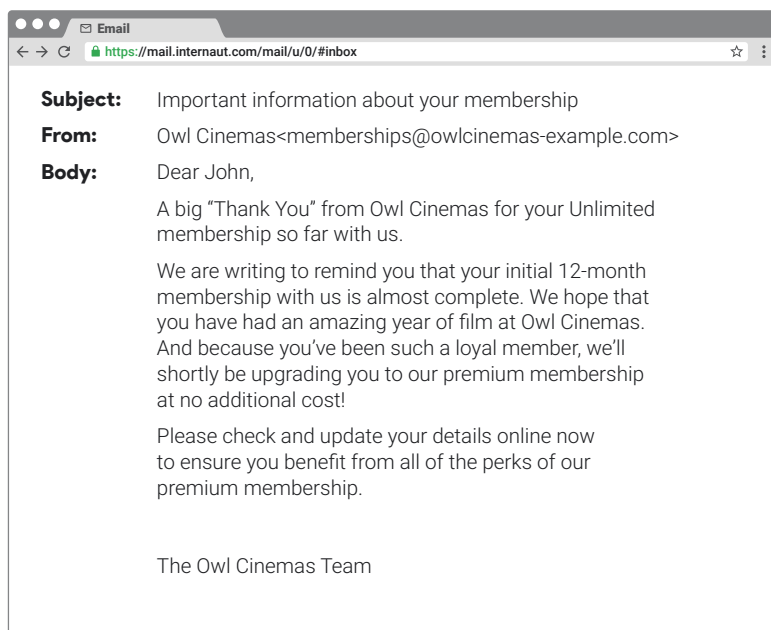 Email
https://mail.internaut.com/mail/u/0/#inbox
Subject: Important information about your membership
From: Owl Cinemas<memberships@owlcinemas-example.com>
Body: Dear John,
A big “Thank You” from Owl Cinemas for your Unlimited
membership so far with us.
We are writing to remind you that your initial 12-month
membership with us is almost complete. We hope that
you have had an amazing year of film at Owl Cinemas.
And because you’ve been such a loyal member, we’ll
shortly be upgrading you to our premium membership
at no additional cost!
Please check and update your details online now
to ensure you benefit from all of the perks of our
premium membership.
The Owl Cinemas Team